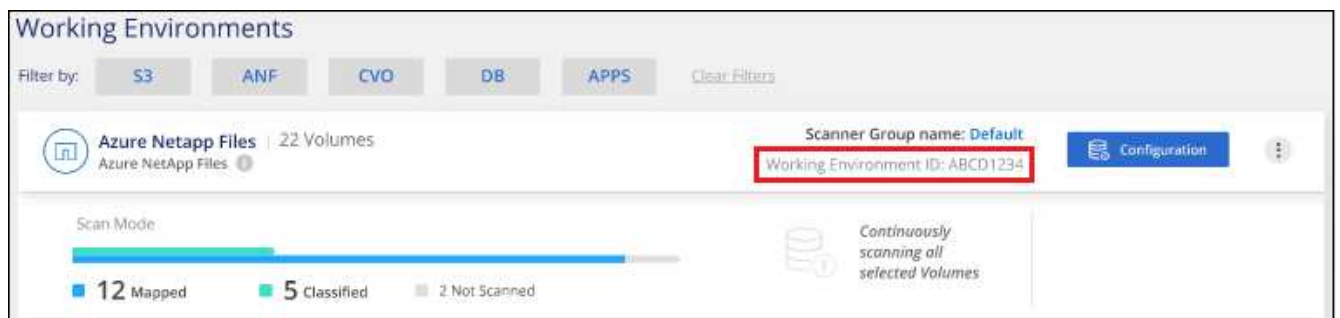 Working Environments
Filter by: S3 ANF CVO DB APPS Clear Filters
Azure Netapp Files | 22 Volumes
Azure NetApp Files
Scanner Group name: Default
Working Environment ID: ABCD1234
Configuration
Scan Mode
12 Mapped 5 Classified 2 Not Scanned
Continuously
scanning all
selected Volumes